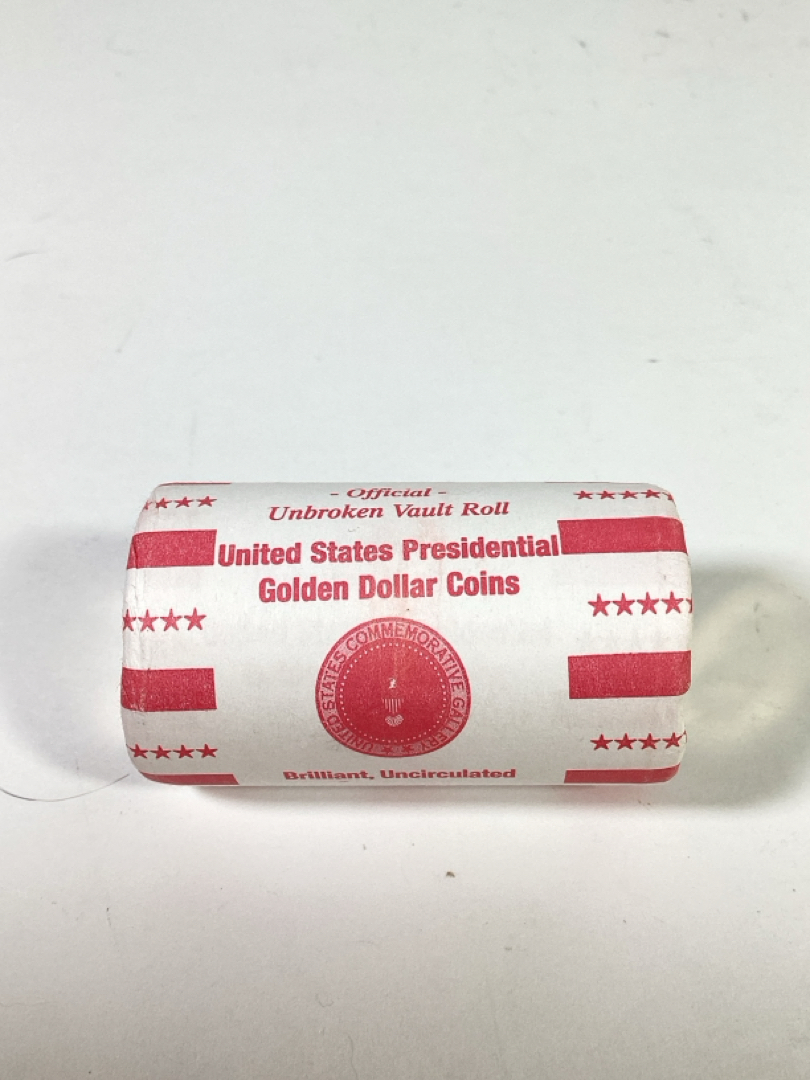 - Official -
Unbroken Vault Roll
United States Presidential
Golden Dollar Coins
UNITED STATES COMMEMORATIVE GALLERY
Brilliant, Uncirculated